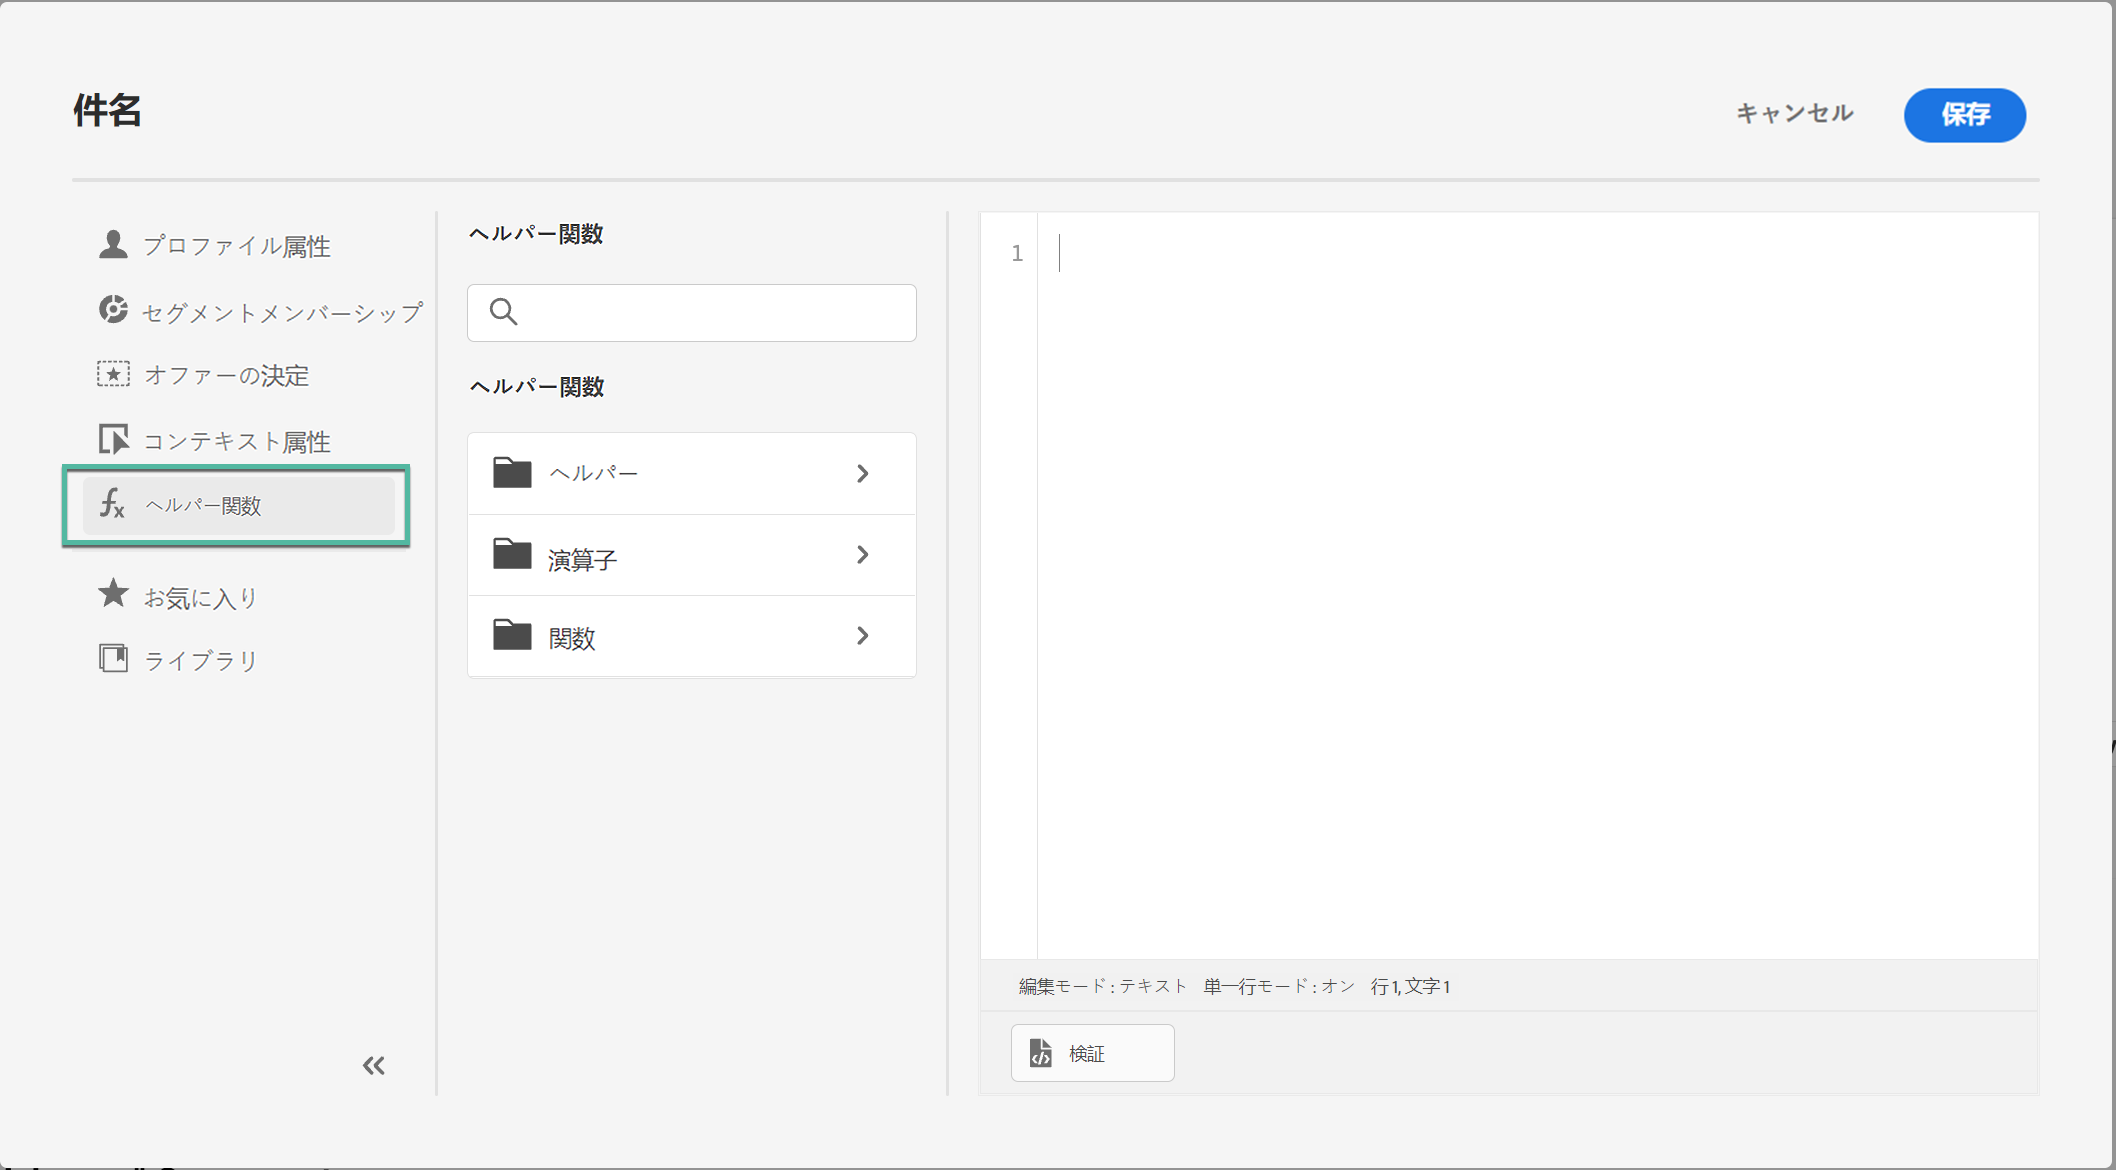 件名
キャンセル
保存
プロファイル属性
セグメントメンバーシップ
オファーの決定
コンテキスト属性
ヘルパー関数
お気に入り
ライブラリ
ヘルパー関数
ヘルパー関数
ヘルパー
演算子
関数
1
編集モード : テキスト 単一行モード : オン 行 1, 文字 1
検証